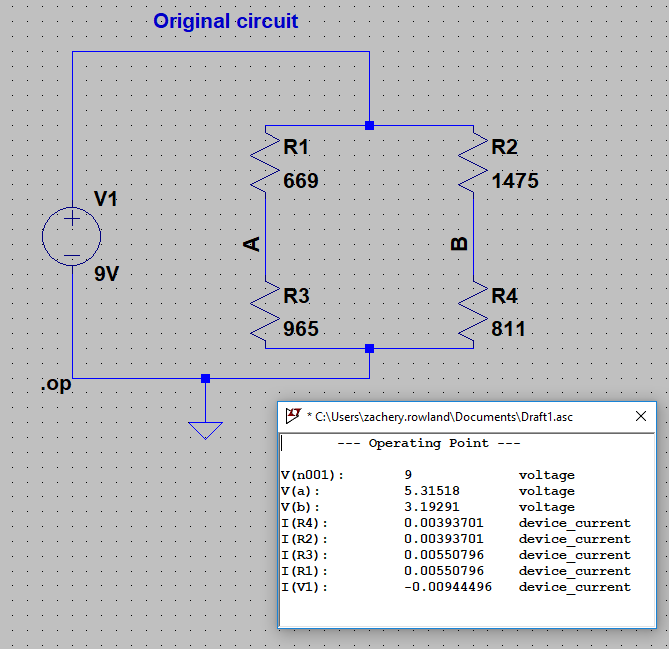 Original circuit
R1
669
R2
1475
V1
9V
A
B
R3
965
R4
811
.op
* C:\Users\zachery.rowland\Documents\Draft1.asc
--- Operating Point ---
V(n001): 9 voltage
V(a): 5.31518 voltage
V(b): 3.19291 voltage
I(R4): 0.00393701 device_current
I(R2): 0.00393701 device_current
I(R3): 0.00550796 device_current
I(R1): 0.00550796 device_current
I(V1): -0.00944496 device_current